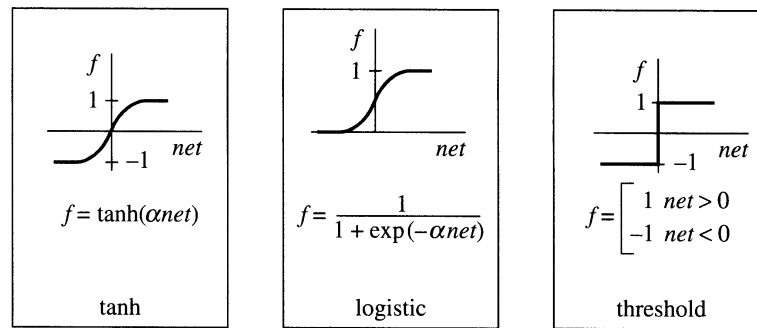 f
1
net
−1
f = tanh(αnet)
tanh
f
1
net
f = 1 / 1 + exp(−αnet)
logistic
f
1
net
−1
f = [ 1 net > 0
−1 net < 0
threshold